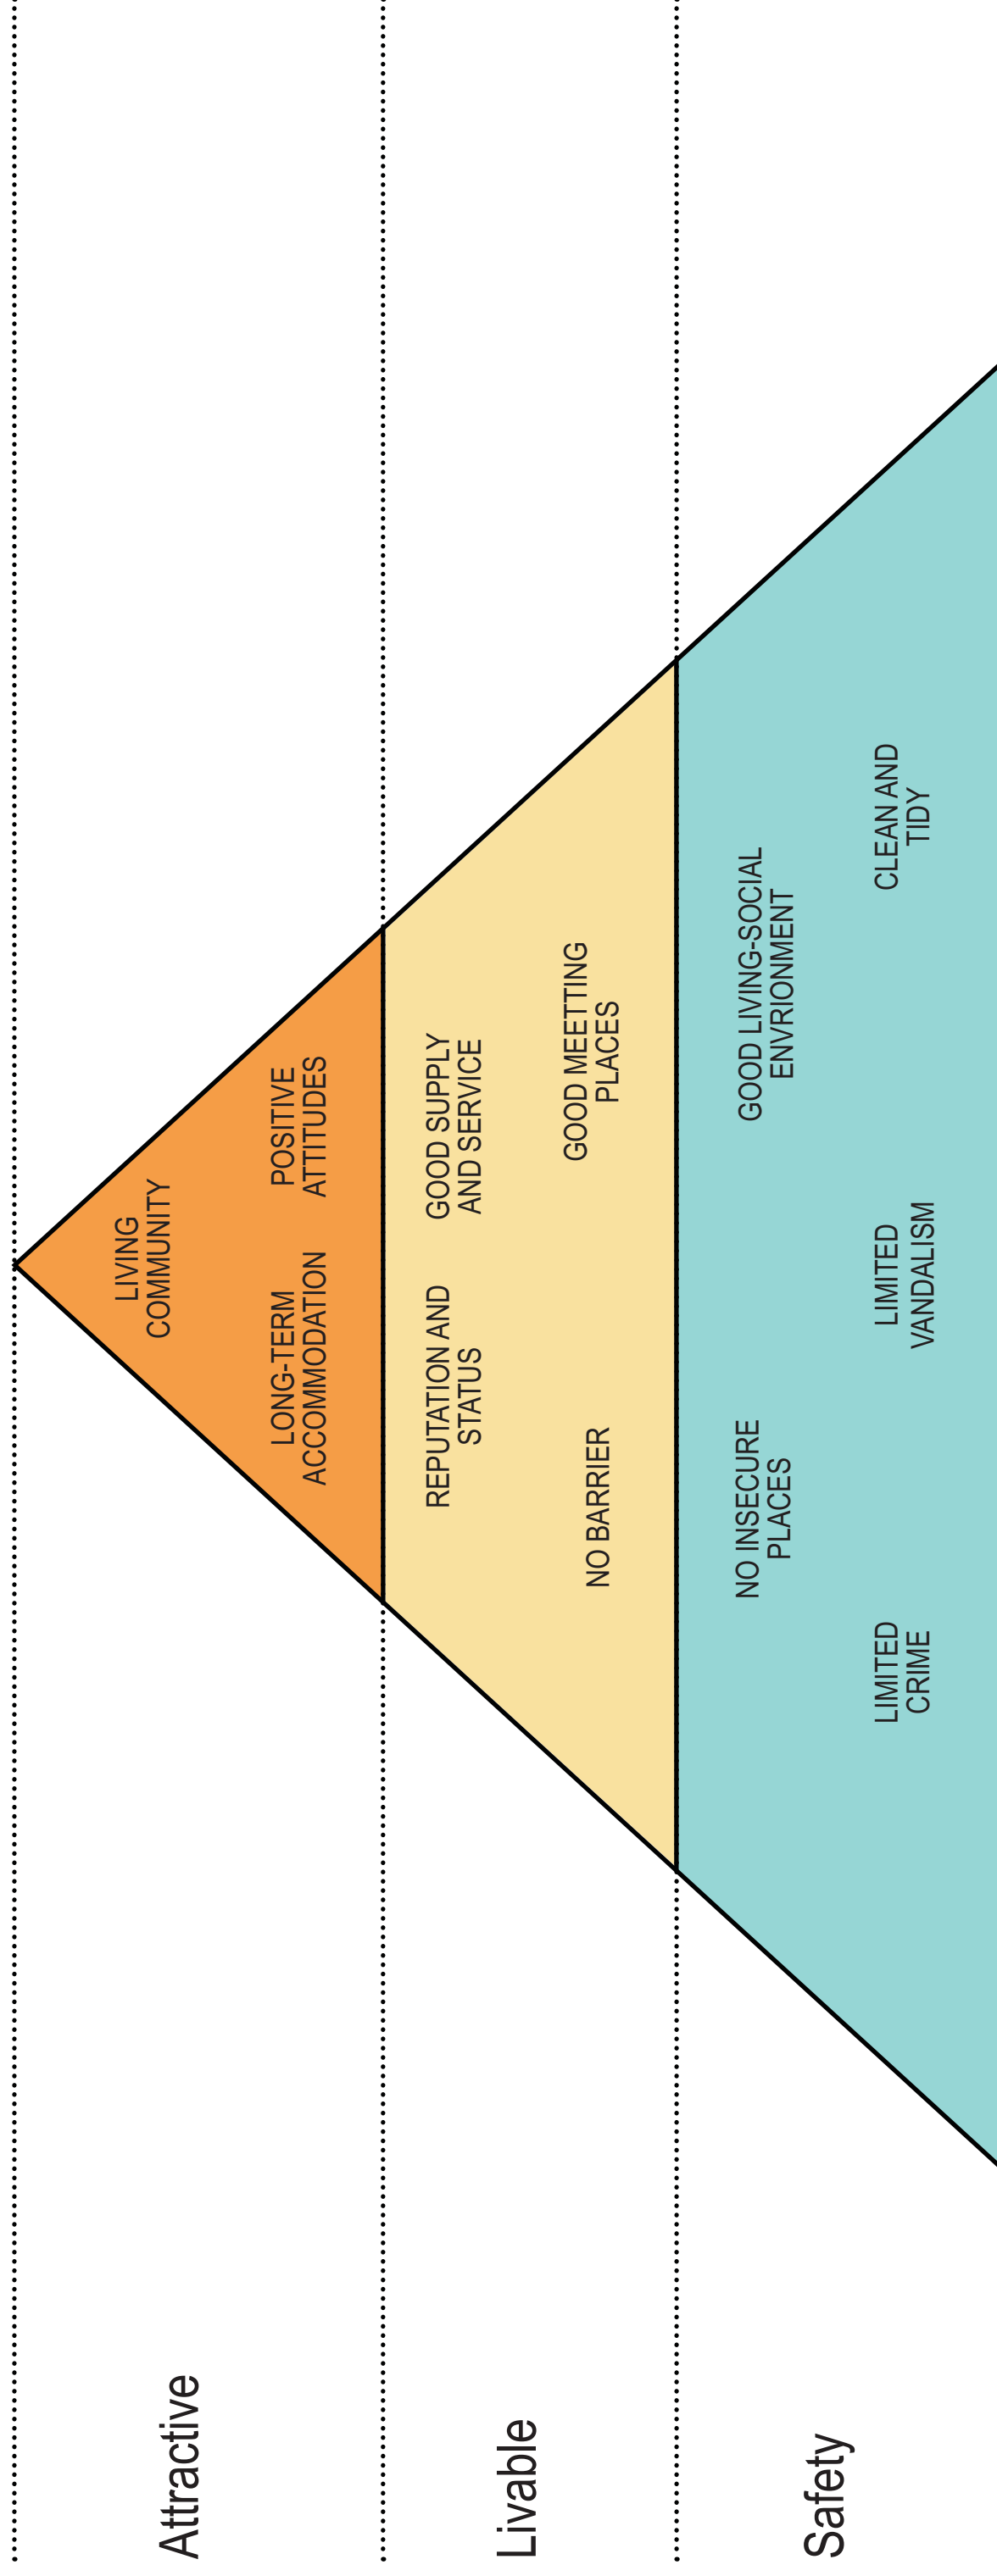 Attractive
LIVING
COMMUNITY
LONG-TERM
ACCOMMODATION
POSITIVE
ATTITUDES
Livable
REPUTATION AND
STATUS
GOOD SUPPLY
AND SERVICE
NO BARRIER
GOOD MEETTING
PLACES
Safety
NO INSECURE
PLACES
GOOD LIVING-SOCIAL
ENVRIONMENT
LIMITED
CRIME
LIMITED
VANDALISM
CLEAN AND
TIDY